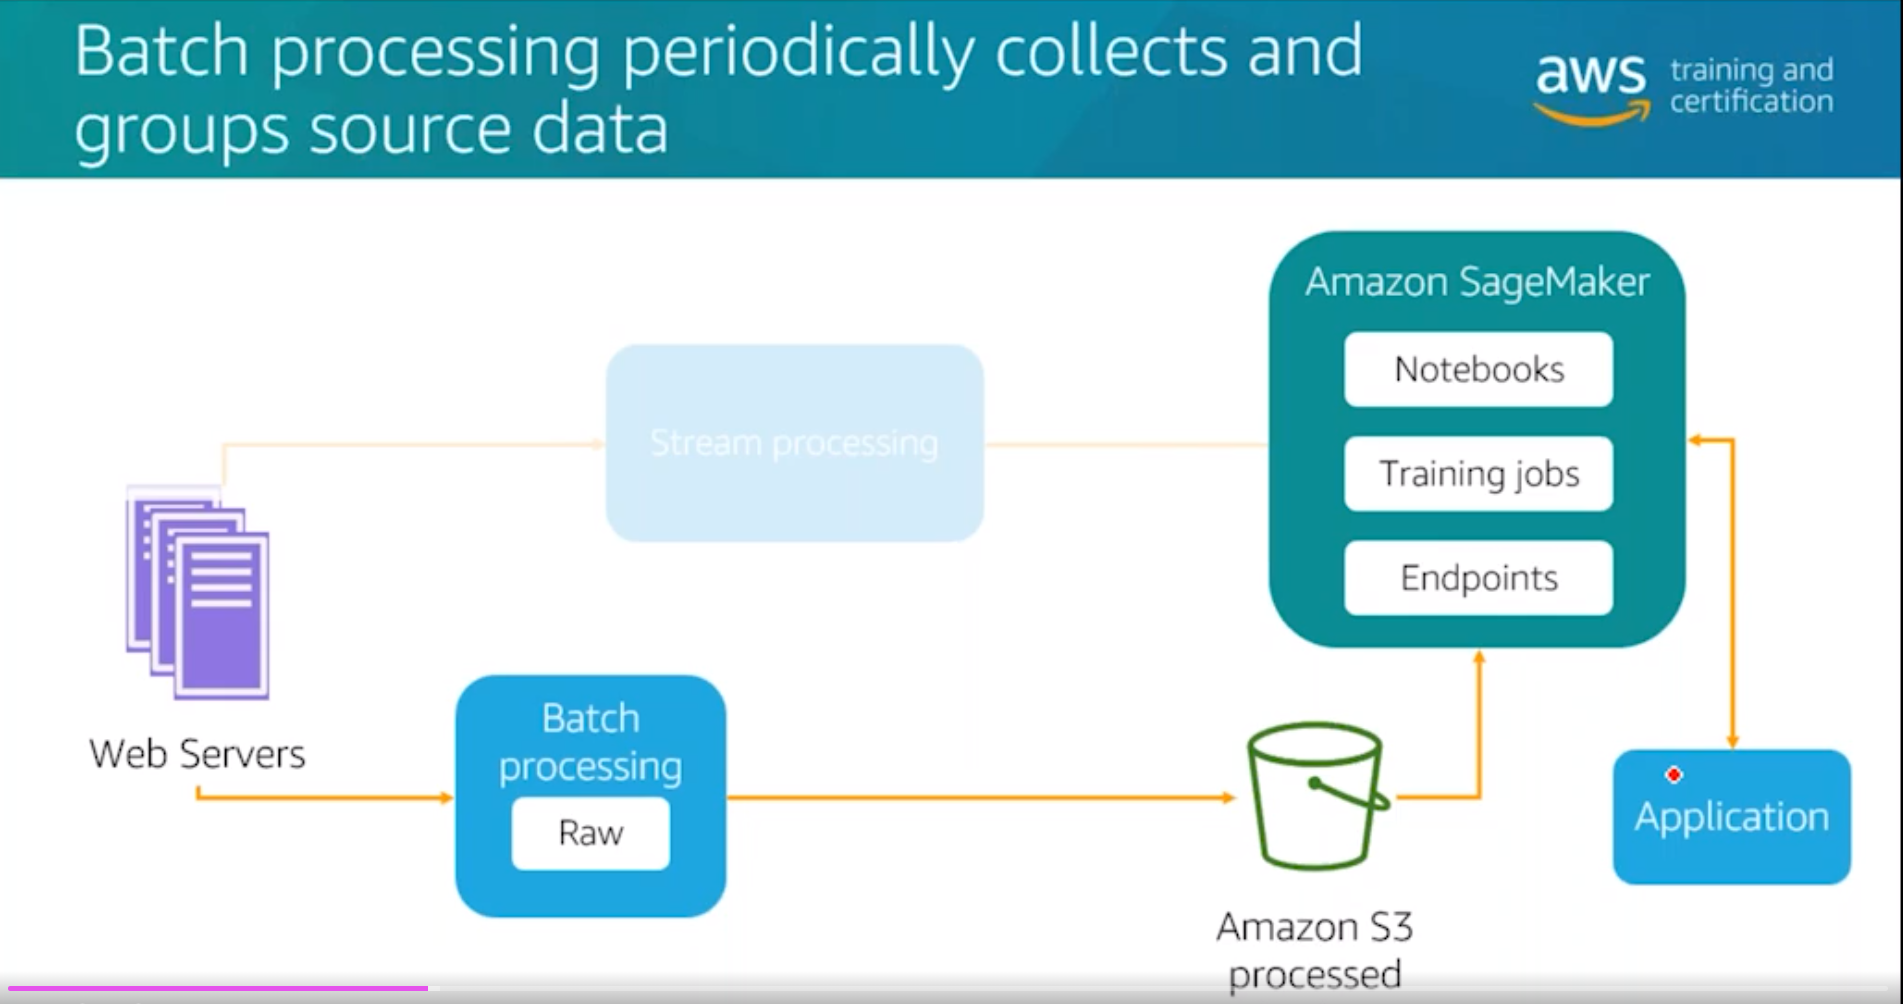 Batch processing periodically collects and
groups source data
aws
training and
certification
Amazon SageMaker
Notebooks
Training jobs
Endpoints
Stream processing
Web Servers
Batch
processing
Raw
Amazon S3
processed
Application